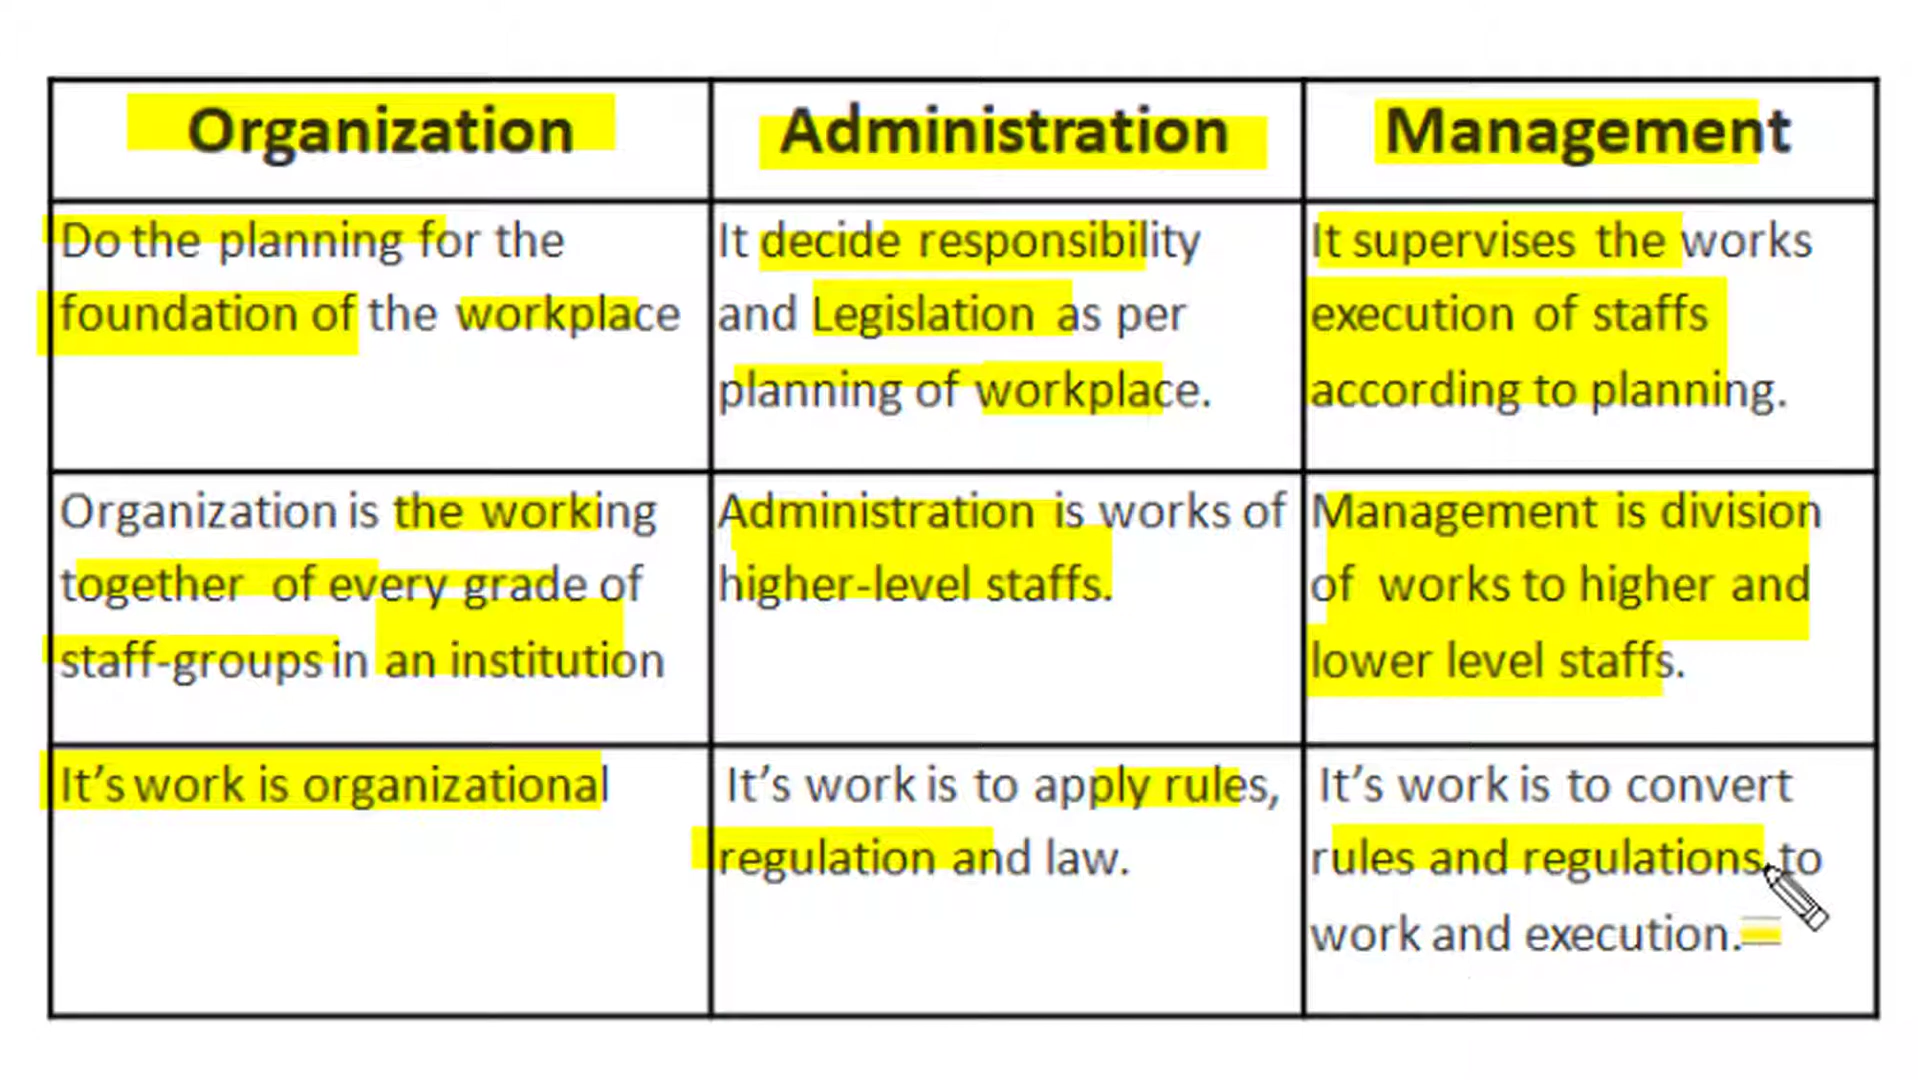 Organization
Administration
Management
Do the planning for the
foundation of the workplace
It decide responsibility
and Legislation as per
planning of workplace.
It supervises the works
execution of staffs
according to planning.
Organization is the working
together of every grade of
staff-groups in an institution
Administration is works of
higher-level staffs.
Management is division
of works to higher and
lower level staffs.
It’s work is organizational
It’s work is to apply rules,
regulation and law.
It’s work is to convert
rules and regulations to
work and execution.